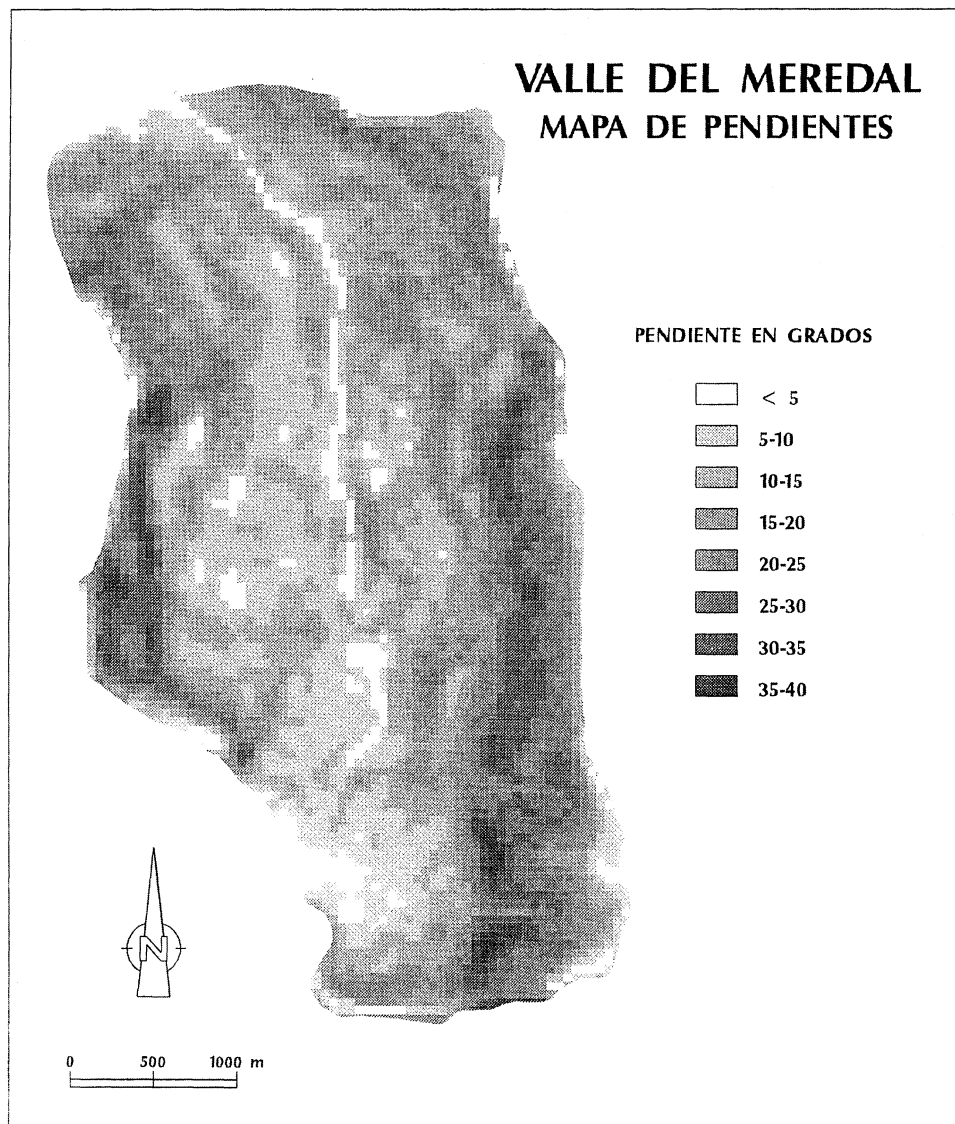 VALLE DEL MEREDAL
MAPA DE PENDIENTES
PENDIENTE EN GRADOS
< 5
5-10
10-15
15-20
20-25
25-30
30-35
35-40
N
0 500 1000 m